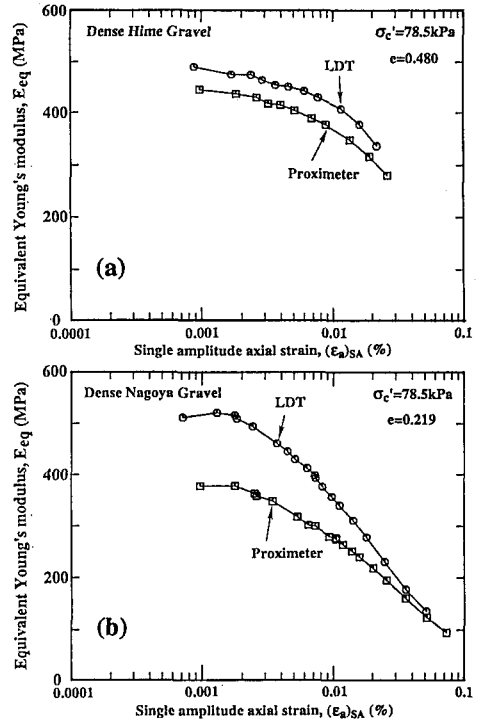 600
Dense Hime Gravel
σc'=78.5kPa
e=0.480
LDT
400
Proximeter
200
(a)
0
0.0001
0.001
0.01
0.1
Equivalent Young's modulus, Eeq (MPa)
Single amplitude axial strain, (εa)SA (%)
600
Dense Nagoya Gravel
σc'=78.5kPa
e=0.219
LDT
400
Proximeter
200
(b)
0
0.0001
0.001
0.01
0.1
Equivalent Young's modulus, Eeq (MPa)
Single amplitude axial strain, (εa)SA (%)